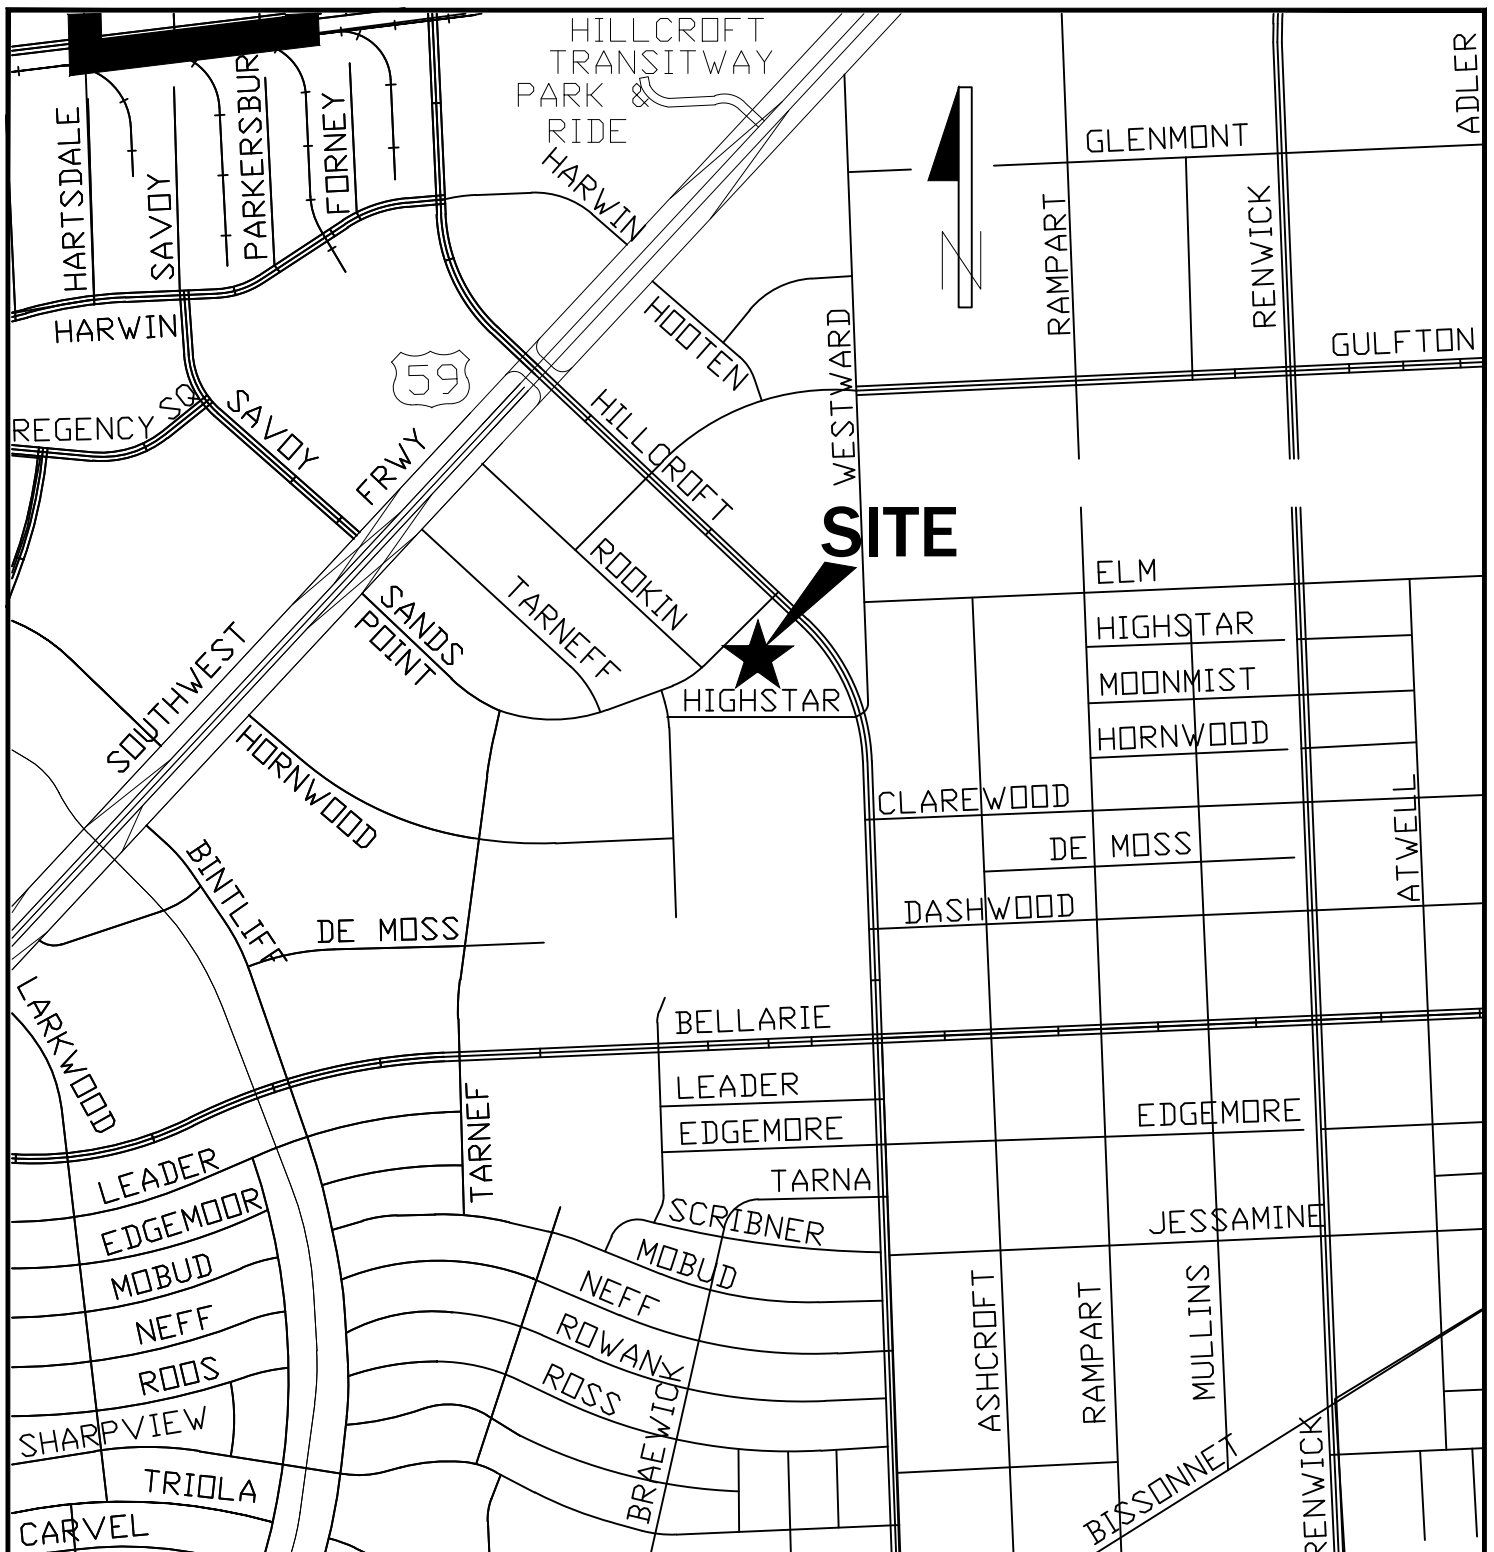 HILLCROFT
TRANSITWAY
PARK &
RIDE
ADLER
HARTSDALE
SAVOY
PARKERSBUR
FORNEY
HARWIN
GLENMONT
RAMPART
RENWICK
N
HARWIN
HOOTEN
WESTWARD
GULFTON
59
REGENCY SQ
SAVOY
FRWY
HILLCROFT
SITE
ROOKIN
TARNEFF
SANDS
POINT
ELM
HIGHSTAR
MOONMIST
HORNWOOD
HIGHSTAR
SOUTHWEST
HORNWOOD
CLAREWOOD
DE MOSS
ATWELL
DASHWOOD
BINTLIFF
DE MOSS
LARKWOOD
BELLARIE
LEADER
EDGEMORE
EDGEMORE
TARNEF
TARNA
LEADER
EDGEMOOR
MOBUD
NEFF
ROOS
SHARPVIEW
TRIOLA
CARVEL
SCRIBNER
MOBUD
NEFF
ROWANK
ROSS
BRAEWICK
JESSAMINE
ASHCROFT
RAMPART
MULLINS
BISSONNET
RENWICK